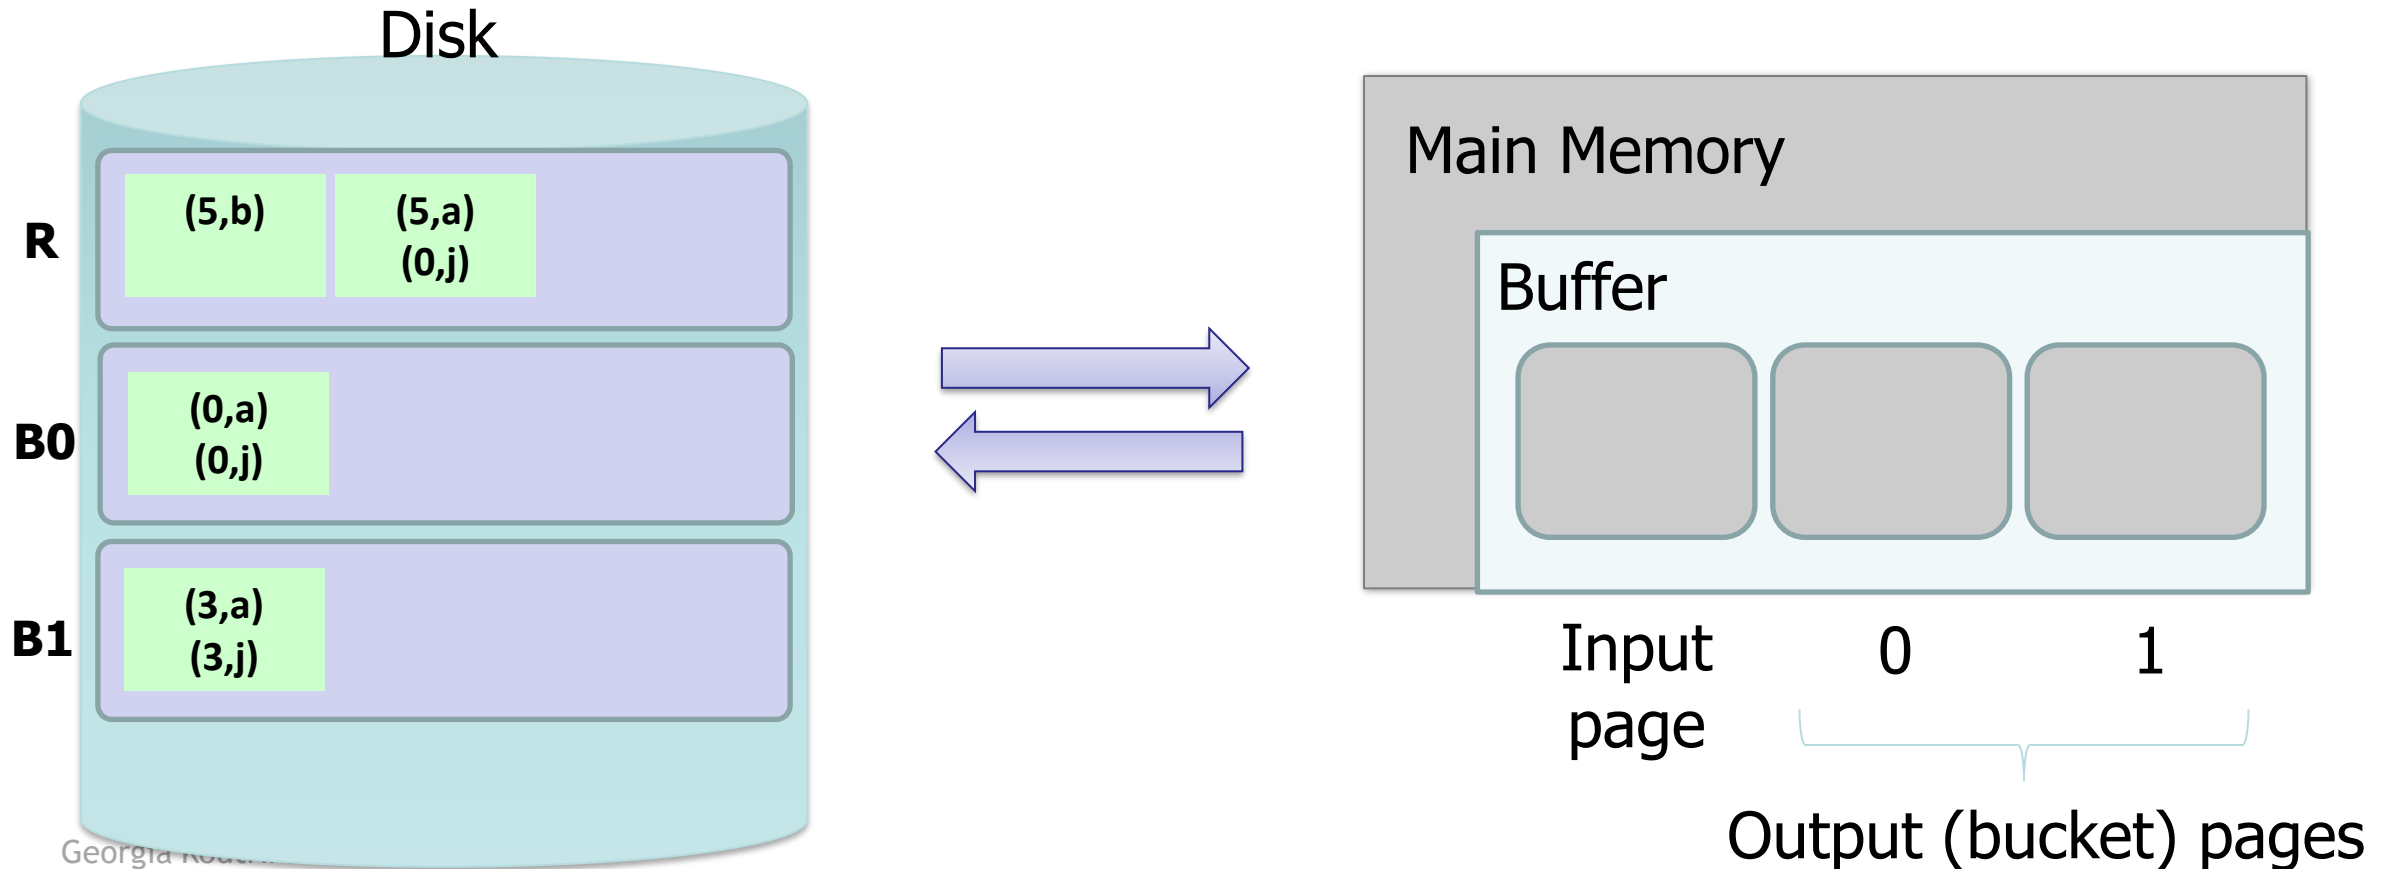 Disk
R
(5,b)
(5,a)
(0,j)
B0
(0,a)
(0,j)
B1
(3,a)
(3,j)
Georgia
Main Memory
Buffer
Input
page
0
1
Output (bucket) pages